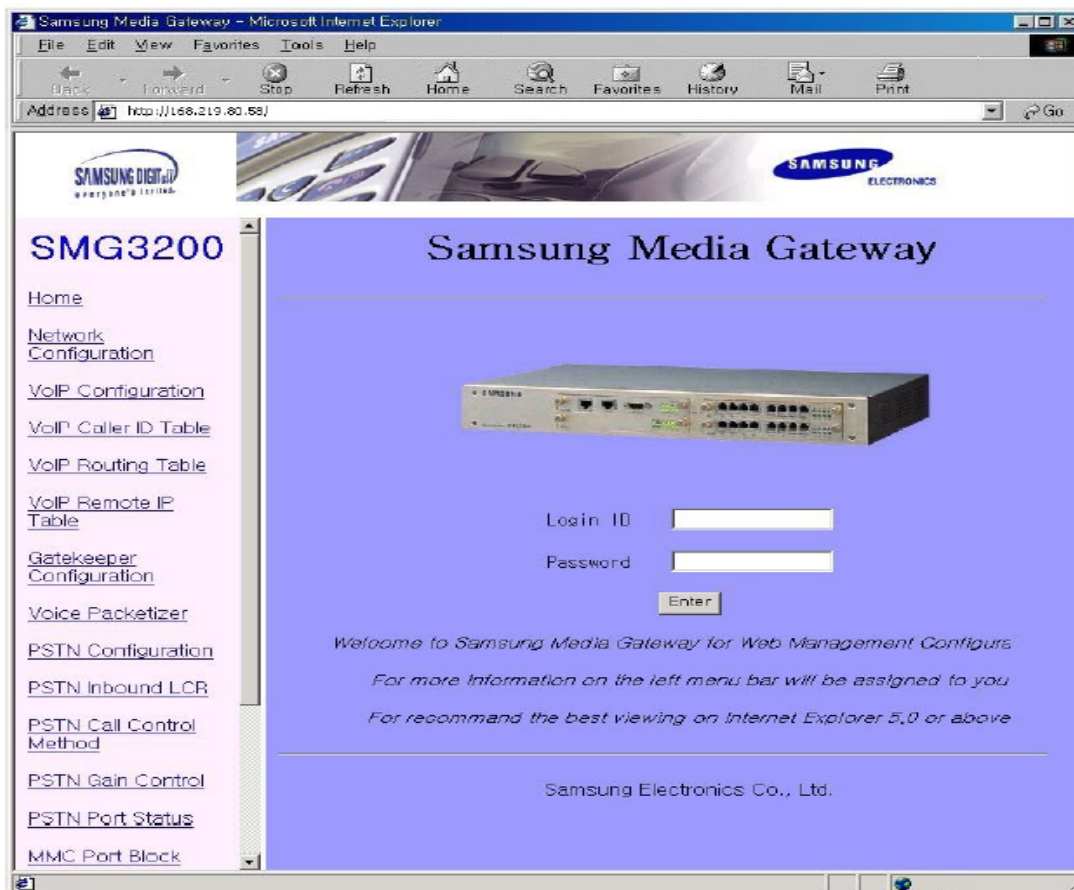 Samsung Media Gateway - Microsoft Internet Explorer
File Edit View Favorites Tools Help
Back Forward Stop Refresh Home Search Favorites History Mail Print
Address http://168.219.80.58/ Go
SAMSUNG DIGITall
everyone's invited
SAMSUNG
ELECTRONICS
SMG3200
Home
Network
Configuration
VoIP Configuration
VoIP Caller ID Table
VoIP Routing Table
VoIP Remote IP
Table
Gatekeeper
Configuration
Voice Packetizer
PSTN Configuration
PSTN Inbound LCR
PSTN Call Control
Method
PSTN Gain Control
PSTN Port Status
MMC Port Block
Samsung Media Gateway
SAMSUNG
Login ID
Password
Enter
Welcome to Samsung Media Gateway for Web Management Configura
For more Information on the left menu bar will be assigned to you
For recommand the best viewing on Internet Explorer 5.0 or above
Samsung Electronics Co., Ltd.